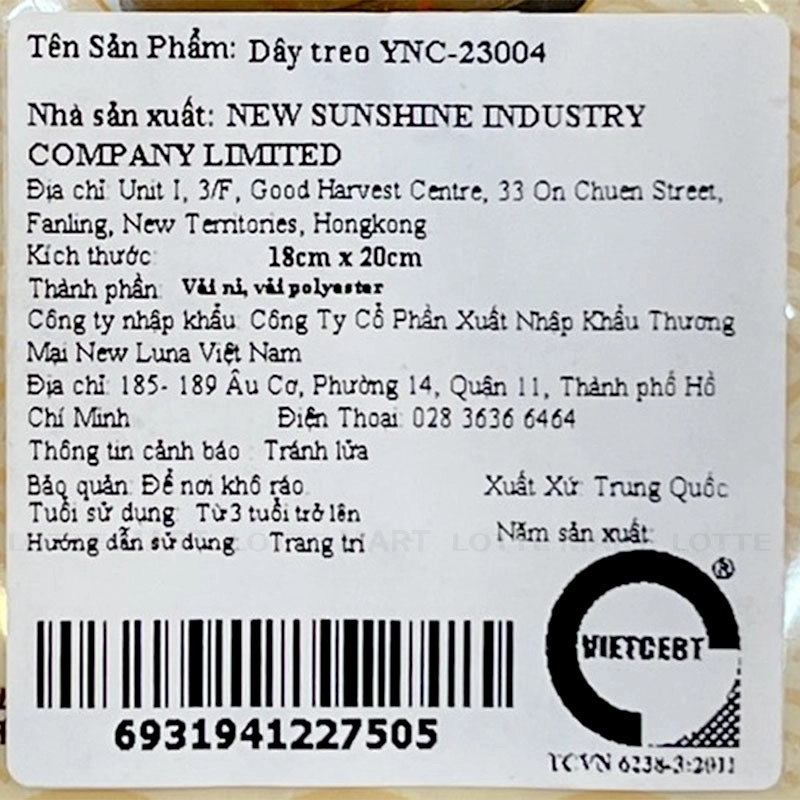 Tên Sản Phẩm: Dây treo YNC-23004
Nhà sản xuất: NEW SUNSHINE INDUSTRY
COMPANY LIMITED
Địa chỉ: Unit I, 3/F, Good Harvest Centre, 33 On Chuen Street,
Fanling, New Territories, Hongkong
Kích thước: 18cm x 20cm
Thành phần: Vải nỉ, vải polyester
Công ty nhập khẩu: Công Ty Cổ Phần Xuất Nhập Khẩu Thương
Mại New Luna Việt Nam
Địa chỉ: 185- 189 Âu Cơ, Phường 14, Quận 11, Thành phố Hồ
Chí Minh Điện Thoại: 028 3636 6464
Thông tin cảnh báo : Tránh lửa
Bảo quản: Để nơi khô ráo. Xuất Xứ: Trung Quốc
Tuổi sử dụng: Từ 3 tuổi trở lên
Hướng dẫn sử dụng: Trang trí Năm sản xuất:
LOTTE MART LOTTE MART LOTTE
®
VIETCERT
6931941227505
TCVN 6238-3:2011